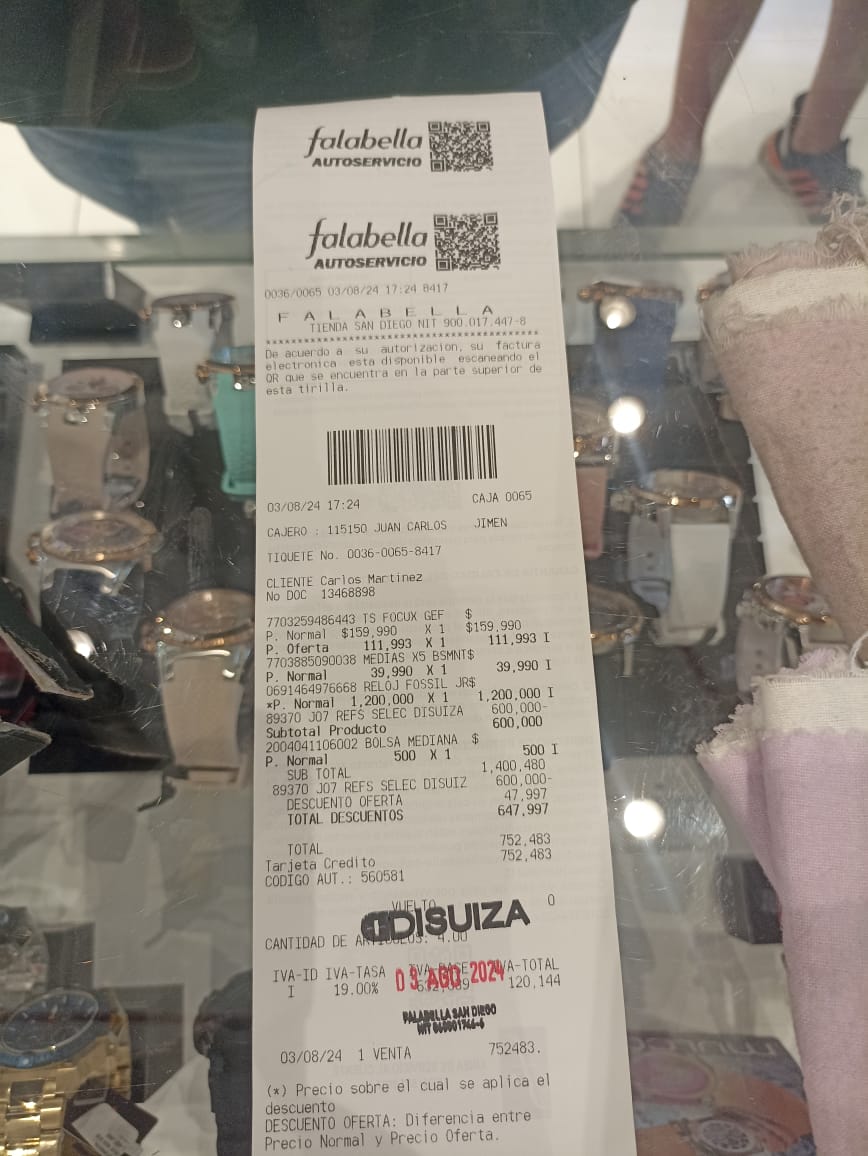 falabella
AUTOSERVICIO
falabella
AUTOSERVICIO
0036/0065 03/08/24 17:24 8417
F A L A B E L L A
TIENDA SAN DIEGO NIT 900.017.447-8
****************************************
De acuerdo a su autorizacion, su factura
electronica esta disponible escaneando el
QR que se encuentra en la parte superior de
esta tirilla.
03/08/24 17:24 CAJA 0065
CAJERO : 115150 JUAN CARLOS JIMEN
TIQUETE No. 0036-0065-8417
CLIENTE Carlos Martinez
No DOC 13468898
7703259486443 TS FOCUX GEF $
P. Normal $159,990 X 1 $159,990
P. Oferta 111,993 X 1 111,993 I
7703885090038 MEDIAS X5 BSMNT$
P. Normal 39,990 X 1 39,990 I
0691464976668 RELOJ FOSSIL JR$
*P. Normal 1,200,000 X 1 1,200,000 I
89370 J07 REFS SELEC DISUIZA 600,000-
Subtotal Producto 600,000
2004041106002 BOLSA MEDIANA $
P. Normal 500 X 1 500 I
SUB TOTAL 1,400,480
89370 J07 REFS SELEC DISUIZ 600,000-
DESCUENTO OFERTA 47,997
TOTAL DESCUENTOS 647,997
TOTAL 752,483
Tarjeta Credito 752,483
CODIGO AUT.: 560581
VUELTO 0
DISUIZA
CANTIDAD DE ARTICULOS: 4.00
IVA-ID IVA-TASA IVA-BASE IVA-TOTAL
I 19.00% 120,144
03 AGO 2024
FALABELLA SAN DIEGO
NIT
03/08/24 1 VENTA 752483.
(*) Precio sobre el cual se aplica el
descuento
DESCUENTO OFERTA: Diferencia entre
Precio Normal y Precio Oferta.